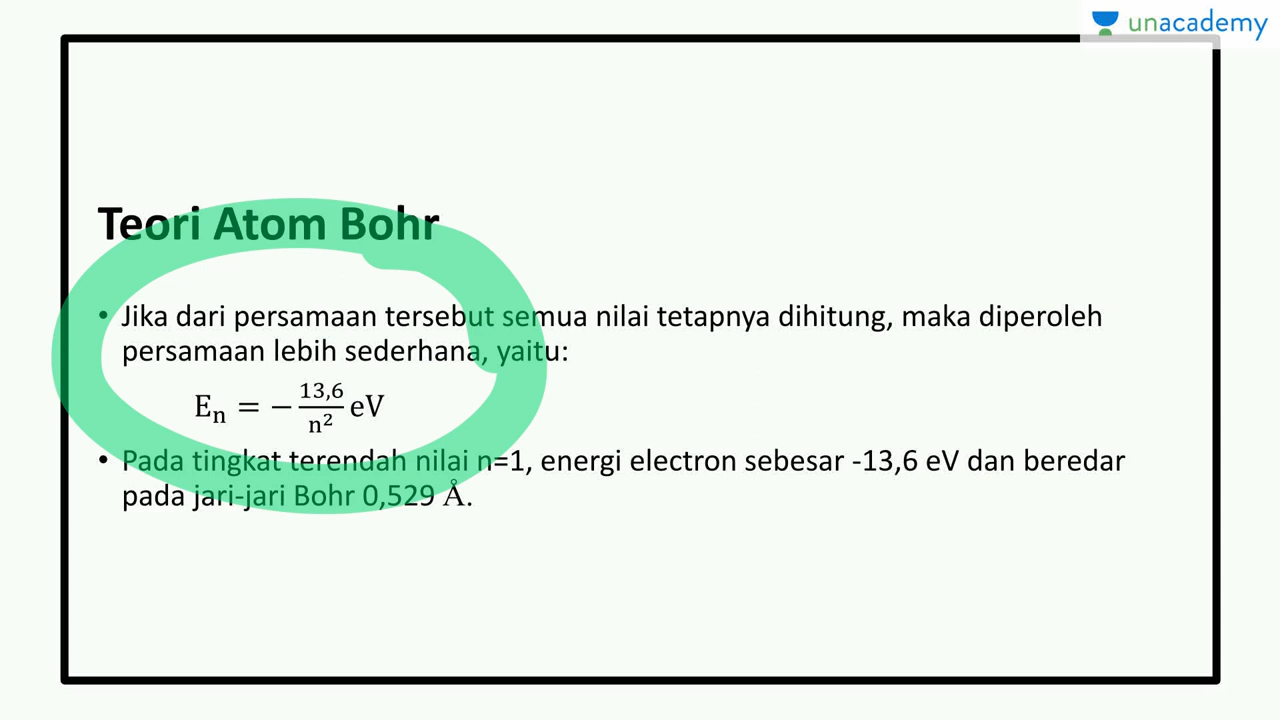 unacademy
Teori Atom Bohr
• Jika dari persamaan tersebut semua nilai tetapnya dihitung, maka diperoleh
persamaan lebih sederhana, yaitu:
Eₙ = −13,6/n² eV
• Pada tingkat terendah nilai n=1, energi electron sebesar -13,6 eV dan beredar
pada jari-jari Bohr 0,529 Å.